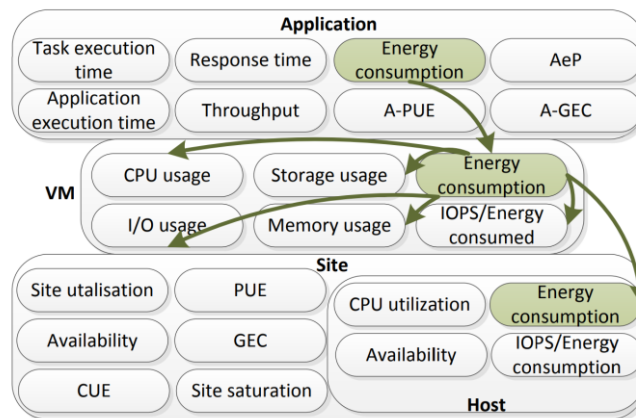 Application
Task execution
time
Response time
Energy
consumption
AeP
Application
execution time
Throughput
A-PUE
A-GEC
VM
CPU usage
Storage usage
Energy
consumption
I/O usage
Memory usage
IOPS/Energy
consumed
Site
Site utalisation
PUE
Availability
GEC
CUE
Site saturation
CPU utilization
Energy
consumption
Availability
IOPS/Energy
consumption
Host